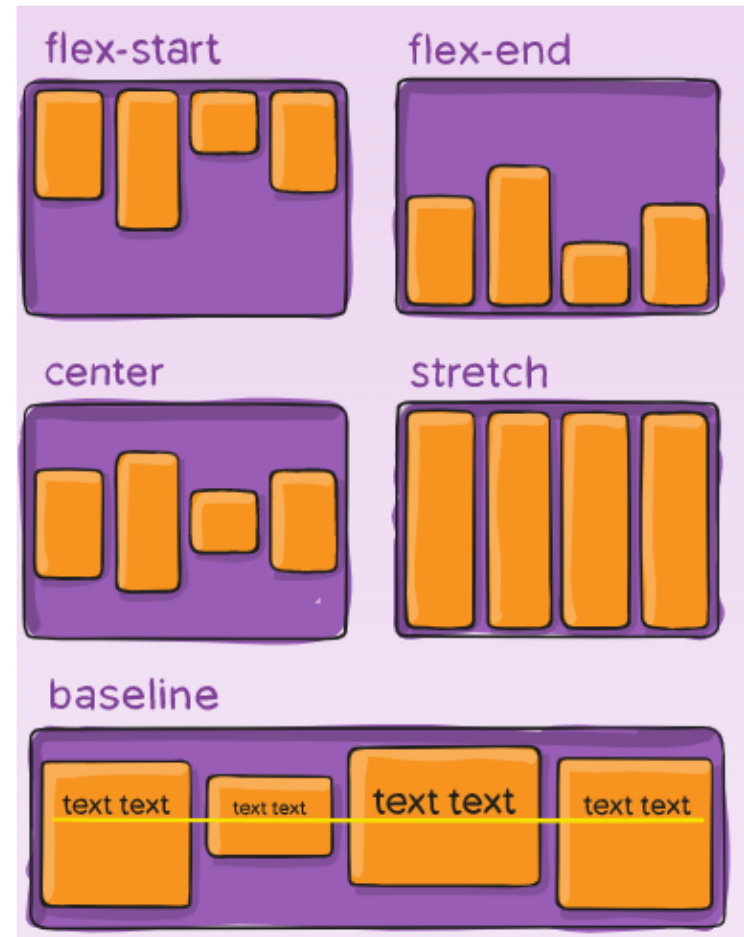 flex-start
flex-end
center
stretch
baseline
text text
text text
text text
text text